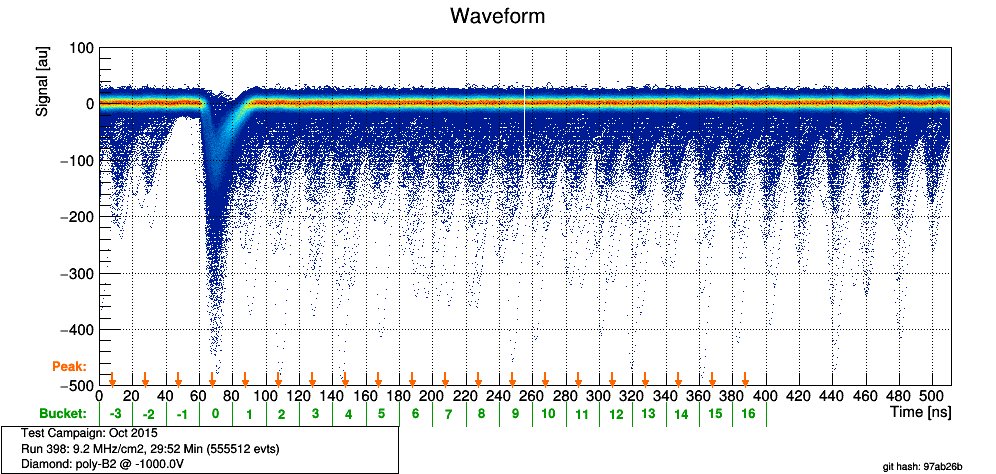 Waveform
Signal [au]
100
0
−100
−200
−300
−400
−500
Peak:
0 20 40 60 80 100 120 140 160 180 200 220 240 260 280 300 320 340 360 380 400 420 440 460 480 500
Bucket: -3 -2 -1 0 1 2 3 4 5 6 7 8 9 10 11 12 13 14 15 16
Time [ns]
Test Campaign: Oct 2015
Run 398: 9.2 MHz/cm2, 29:52 Min (555512 evts)
Diamond: poly-B2 @ -1000.0V
git hash: 97ab26b